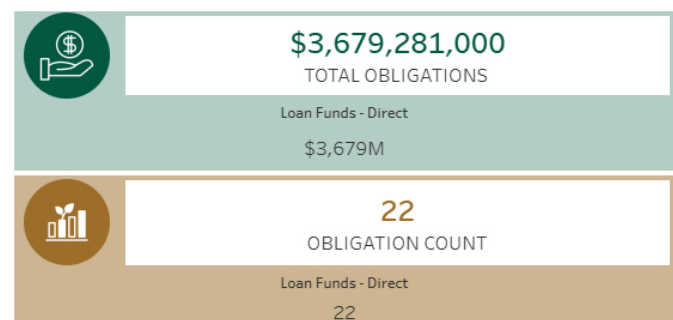 $3,679,281,000
TOTAL OBLIGATIONS
Loan Funds - Direct
$3,679M
22
OBLIGATION COUNT
Loan Funds - Direct
22